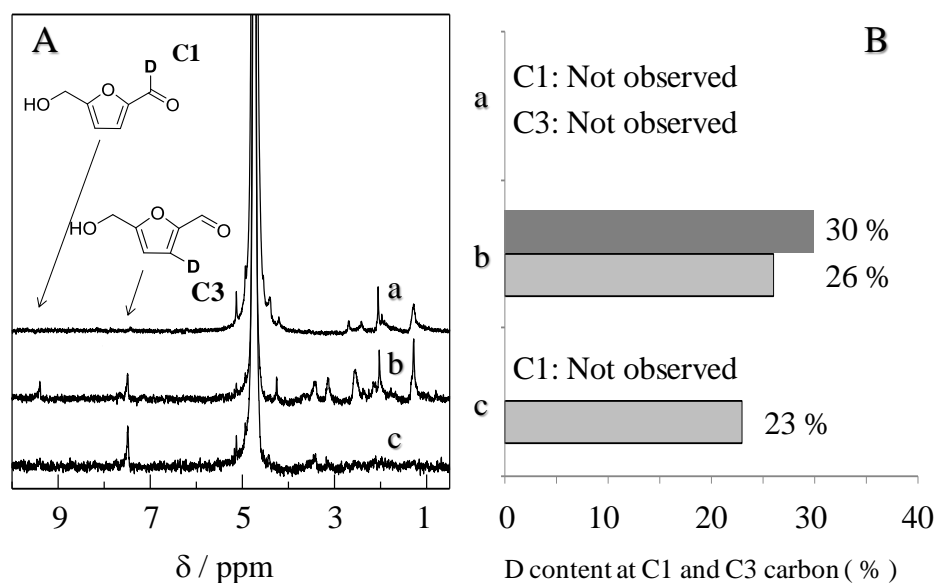 A
C1
D
HO
O
O
HO
O
O
D
C3
a
b
c
9
7
5
3
1
δ / ppm
B
a
C1: Not observed
C3: Not observed
b
30 %
26 %
C1: Not observed
c
23 %
0
10
20
30
40
D content at C1 and C3 carbon ( % )